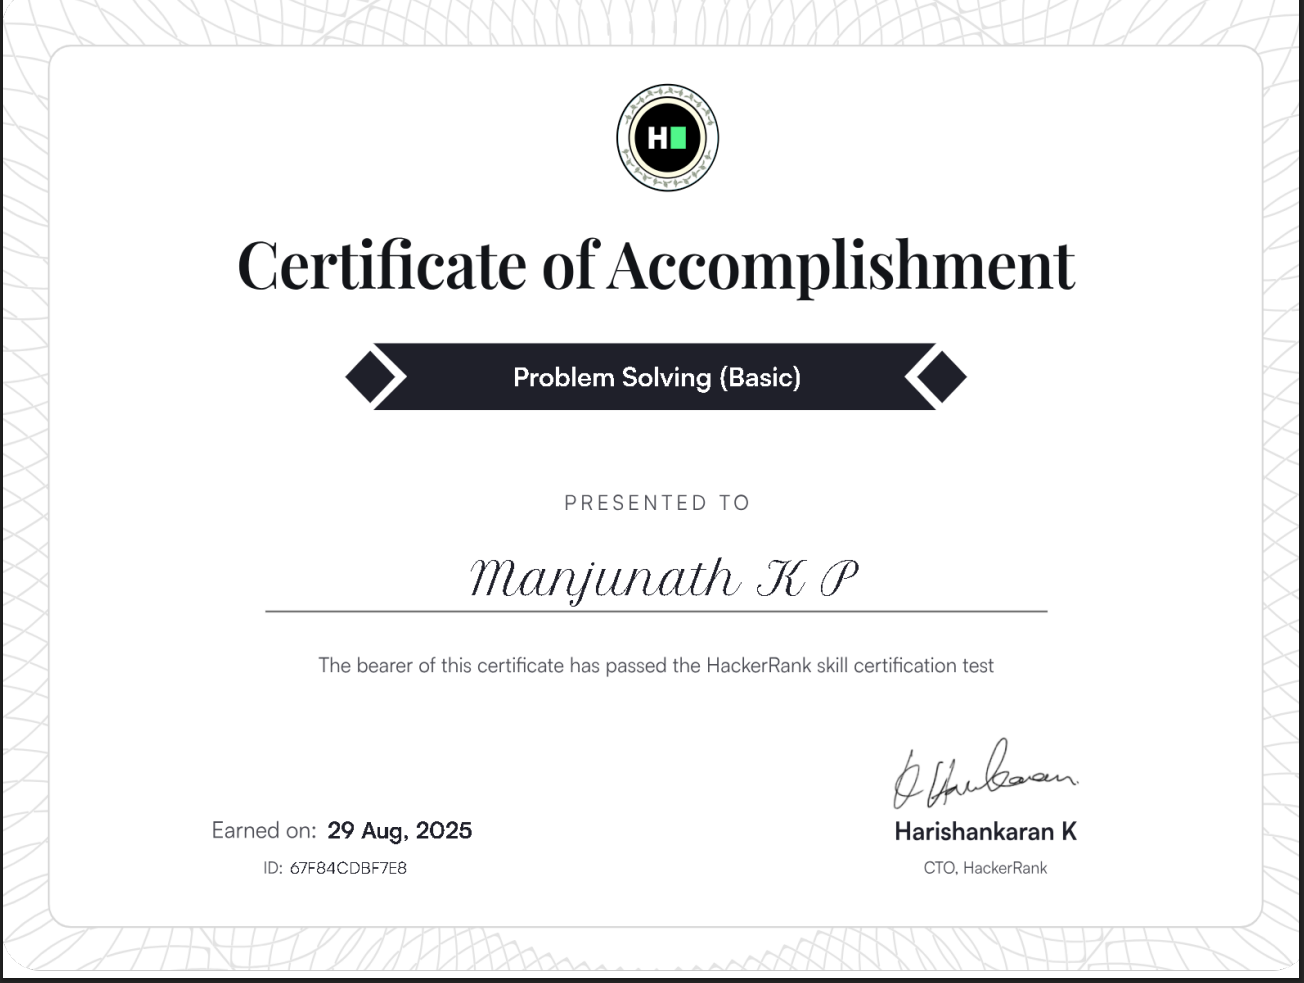 H
Certificate of Accomplishment
Problem Solving (Basic)
PRESENTED TO
Manjunath K P
The bearer of this certificate has passed the HackerRank skill certification test
Earned on: 29 Aug, 2025
ID: 67F84CDBF7E8
Harishankaran K
CTO, HackerRank